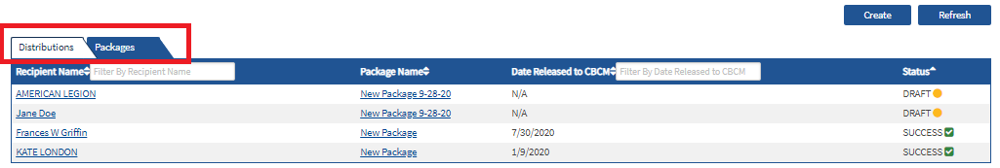 Create Refresh
Distributions Packages
Recipient Name Filter By Recipient Name Package Name Date Released to CBCM Filter By Date Released to CBCM Status
AMERICAN LEGION New Package 9-28-20 N/A DRAFT
Jane Doe New Package 9-28-20 N/A DRAFT
Frances W Griffin New Package 7/30/2020 SUCCESS
KATE LONDON New Package 1/9/2020 SUCCESS